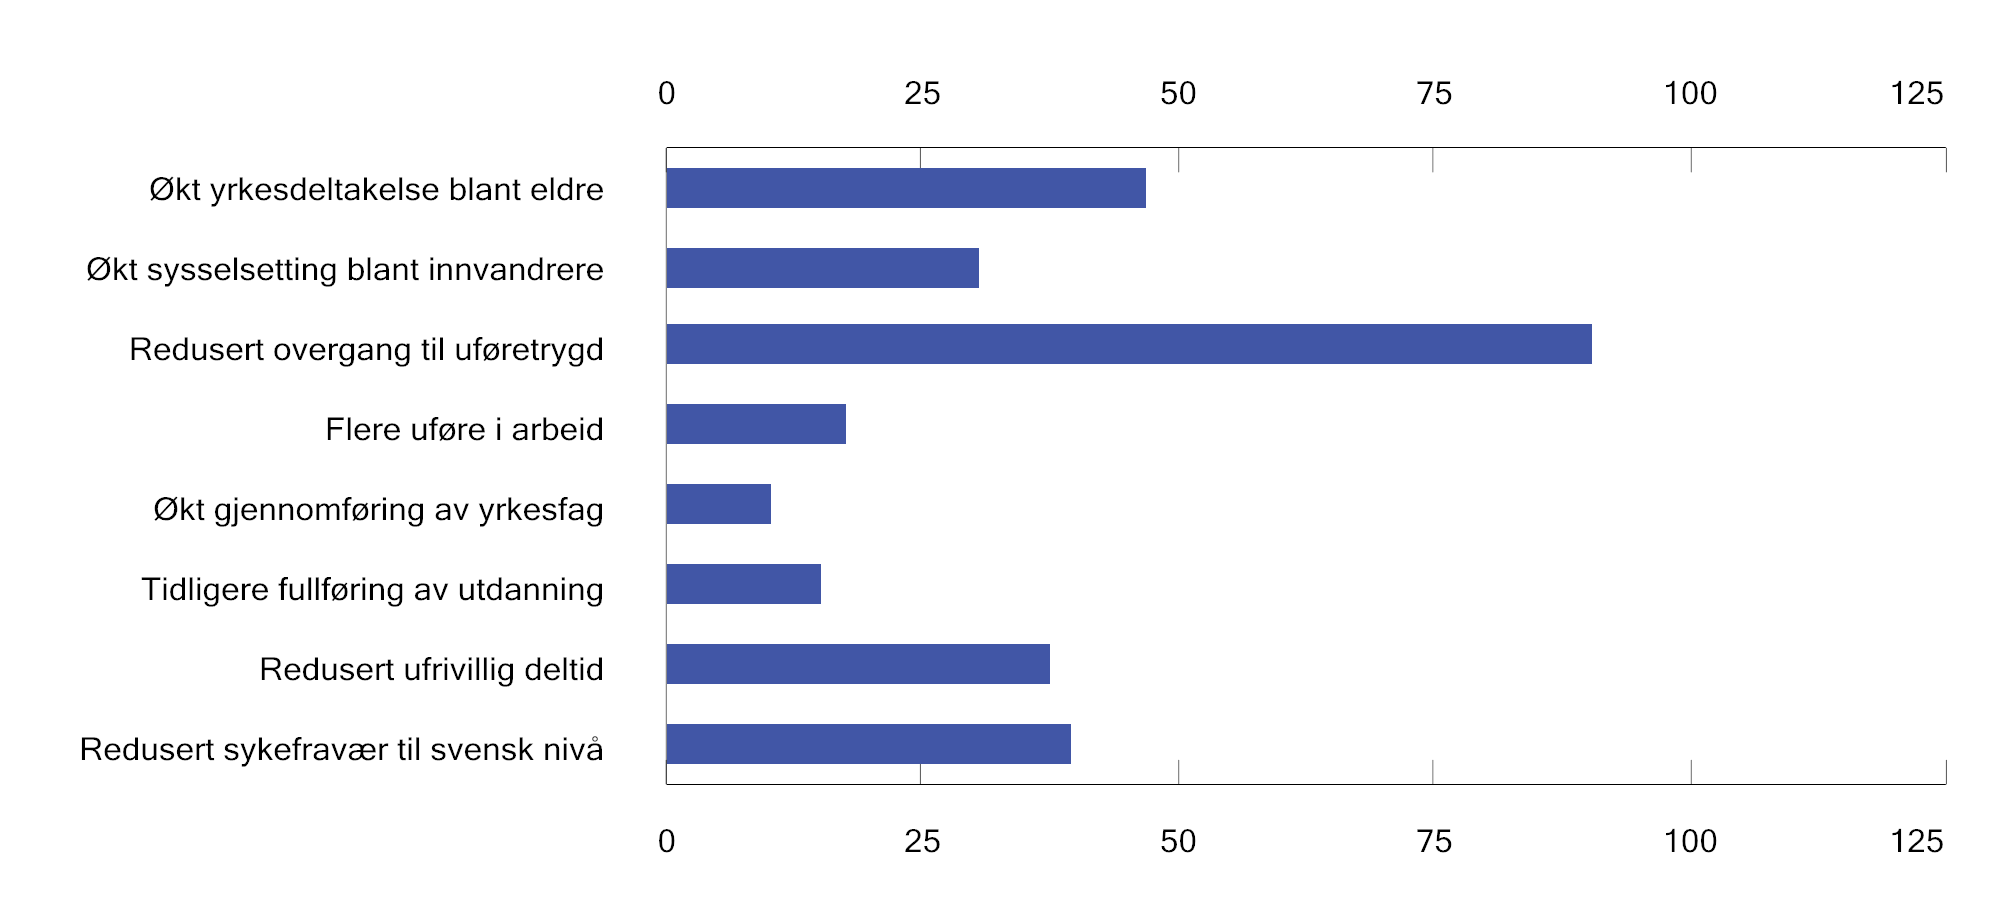 0 25 50 75 100 125
Økt yrkesdeltakelse blant eldre
Økt sysselsetting blant innvandrere
Redusert overgang til uføretrygd
Flere uføre i arbeid
Økt gjennomføring av yrkesfag
Tidligere fullføring av utdanning
Redusert ufrivillig deltid
Redusert sykefravær til svensk nivå
0 25 50 75 100 125